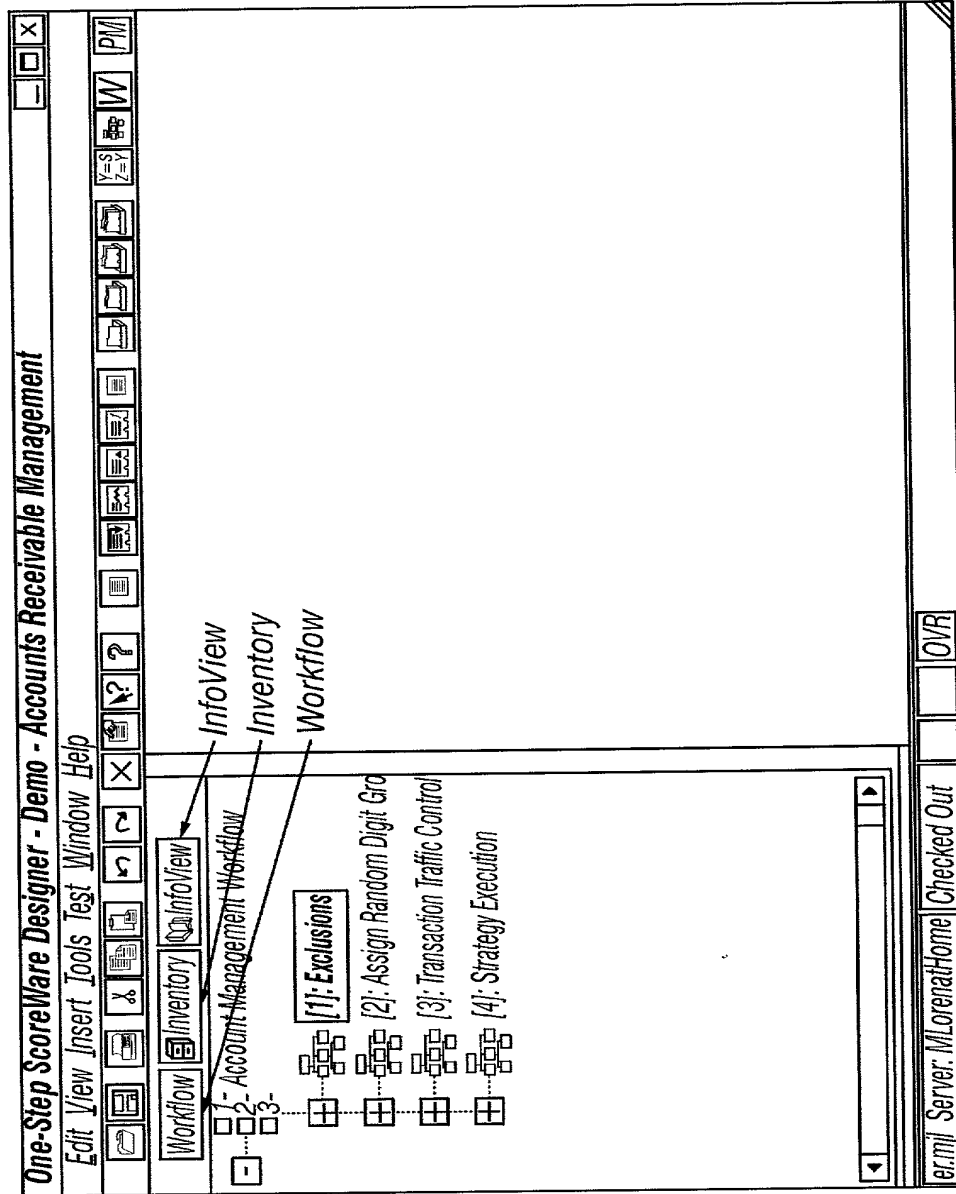 One-Step ScoreWare Designer - Demo - Accounts Receivable Management
Edit View Insert Tools Test Window Help
Y=S
Z=Y
W
PM
Workflow
Inventory
InfoView
InfoView
Inventory
Workflow
1-
2- Account Management Workflow
3-
[1]: Exclusions
[2]: Assign Random Digit Gro
[3]: Transaction Traffic Control
[4]: Strategy Execution
er.mil Server: MLorenatHome Checked Out OVR